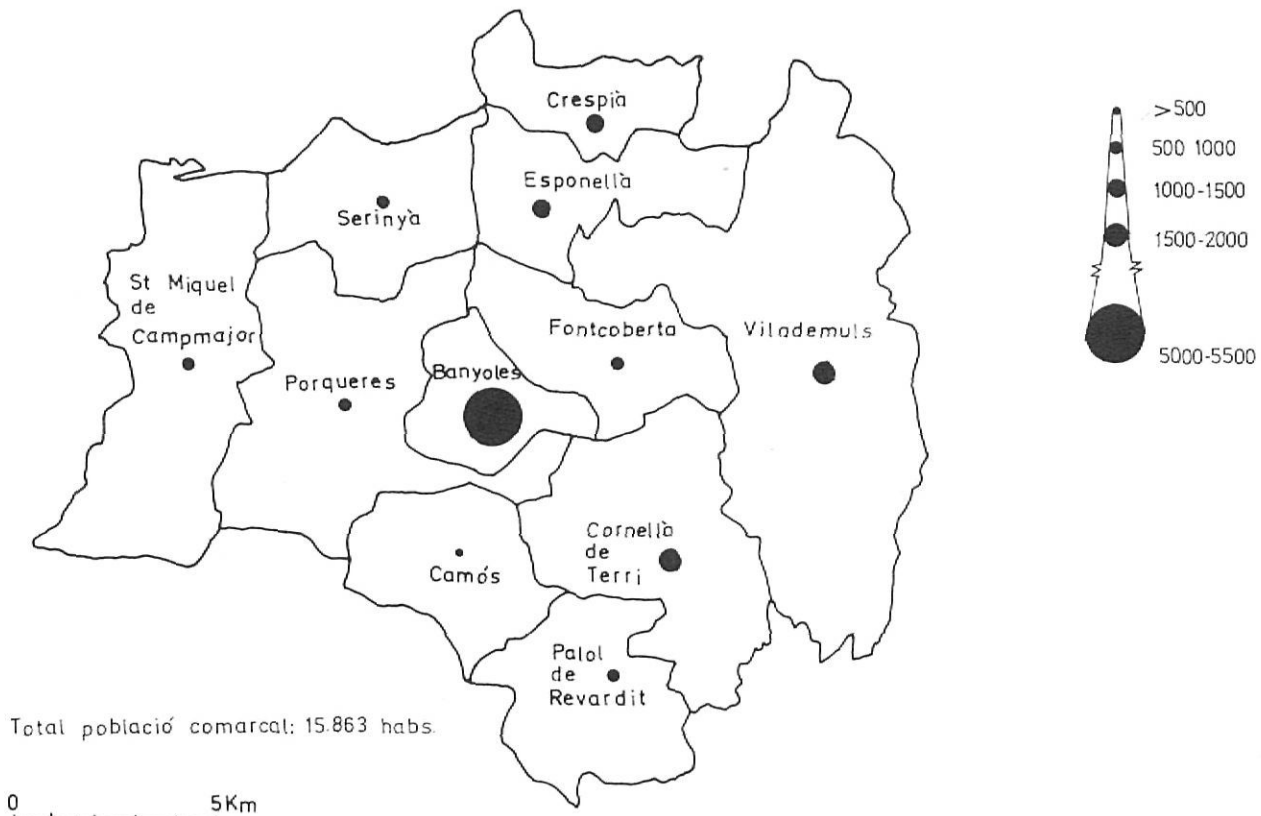 Crespià
Esponellà
Serinyà
St Miquel
de
Campmajor
Fontcoberta
Vilademuls
Porqueres
Banyoles
Cornellà
de
Terri
Camós
Palol
de
Revardit
>500
500 1000
1000-1500
1500-2000
5000-5500
Total població comarcal: 15.863 habs.
0 5Km